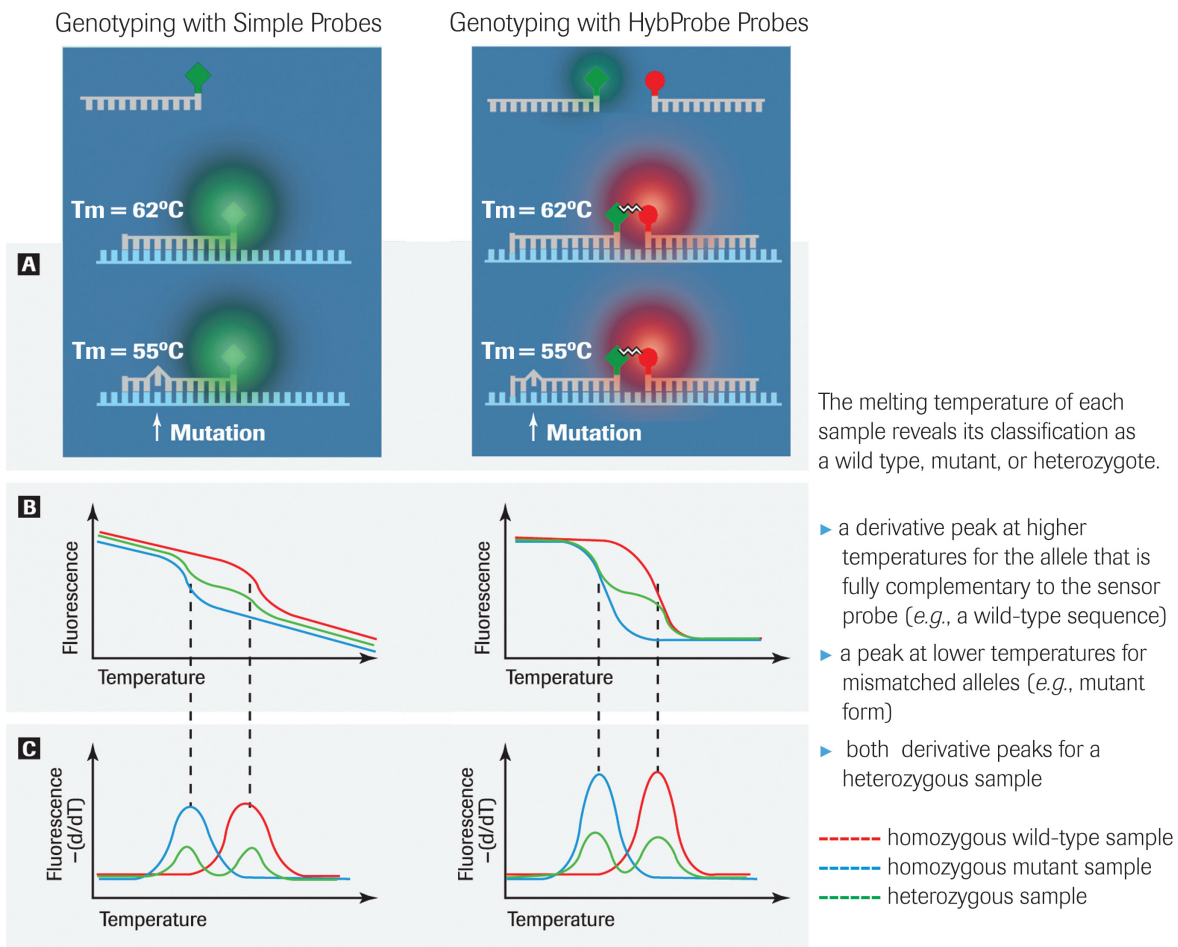 Genotyping with Simple Probes
Genotyping with HybProbe Probes
A
Tm = 62ºC
Tm = 55ºC
Mutation
Tm = 62ºC
Tm = 55ºC
Mutation
The melting temperature of each
sample reveals its classification as
a wild type, mutant, or heterozygote.
► a derivative peak at higher
temperatures for the allele that is
fully complementary to the sensor
probe (e.g., a wild-type sequence)
► a peak at lower temperatures for
mismatched alleles (e.g., mutant
form)
► both derivative peaks for a
heterozygous sample
B
Fluorescence
Temperature
Fluorescence
Temperature
C
Fluorescence
–(d/dT)
Temperature
Fluorescence
–(d/dT)
Temperature
homozygous wild-type sample
homozygous mutant sample
heterozygous sample